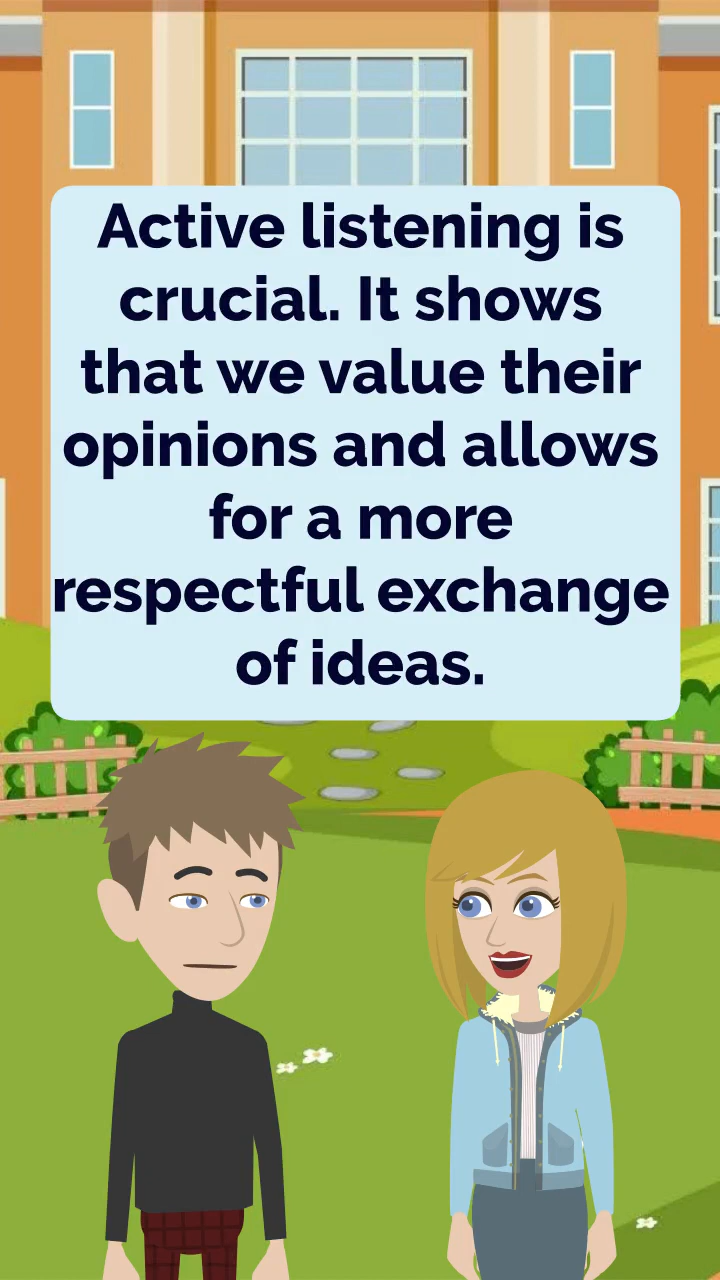 Active listening is
crucial. It shows
that we value their
opinions and allows
for a more
respectful exchange
of ideas.